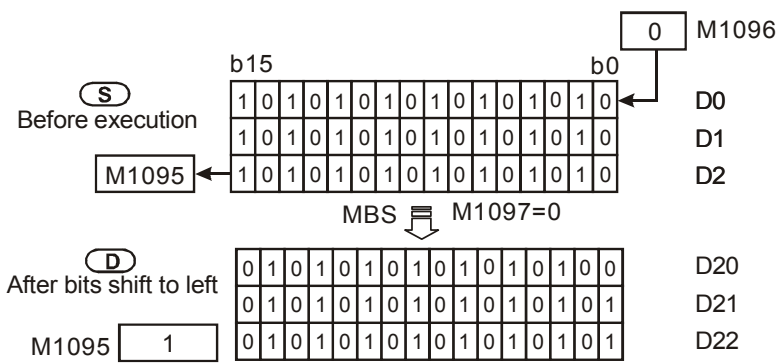 0 M1096
b15 b0
S 1 0 1 0 1 0 1 0 1 0 1 0 1 0 1 0 D0
Before execution 1 0 1 0 1 0 1 0 1 0 1 0 1 0 1 0 D1
M1095 1 0 1 0 1 0 1 0 1 0 1 0 1 0 1 0 D2
MBS M1097=0
D 0 1 0 1 0 1 0 1 0 1 0 1 0 1 0 0 D20
After bits shift to left 0 1 0 1 0 1 0 1 0 1 0 1 0 1 0 1 D21
M1095 1 0 1 0 1 0 1 0 1 0 1 0 1 0 1 0 1 D22